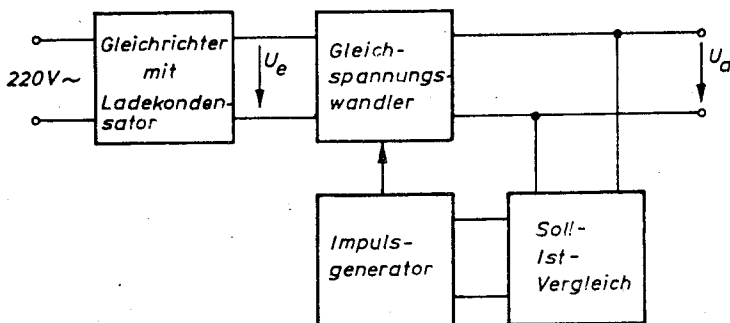 220V~
Gleichrichter
mit
Ladekonden-
sator
U_e
Gleich-
spannungs-
wandler
U_a
Impuls-
generator
Soll-
Ist-
Vergleich